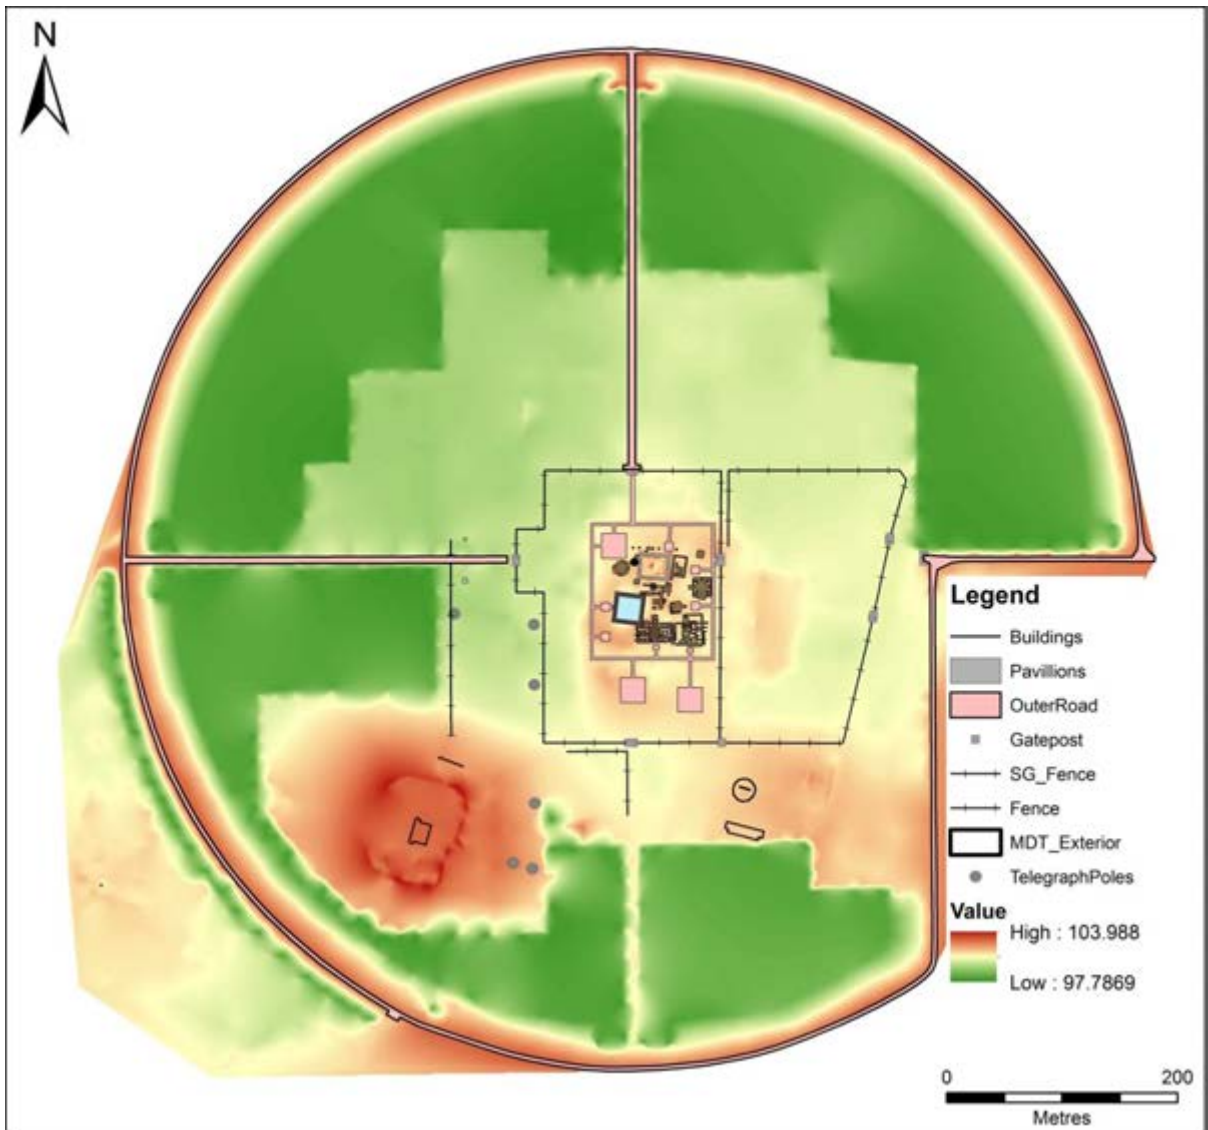 N
Legend
Buildings
Pavillions
OuterRoad
Gatepost
SG_Fence
Fence
MDT_Exterior
TelegraphPoles
Value
High : 103.988
Low : 97.7869
0 200
Metres